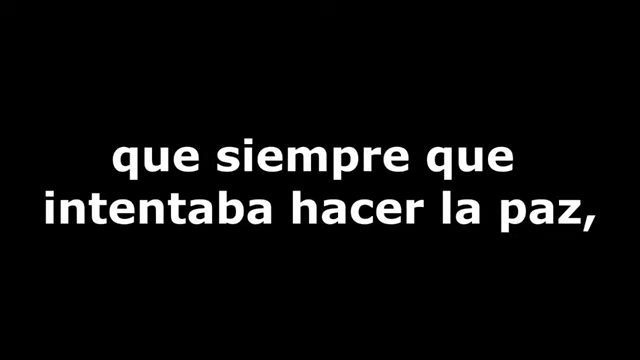 que siempre que
intentaba hacer la paz,